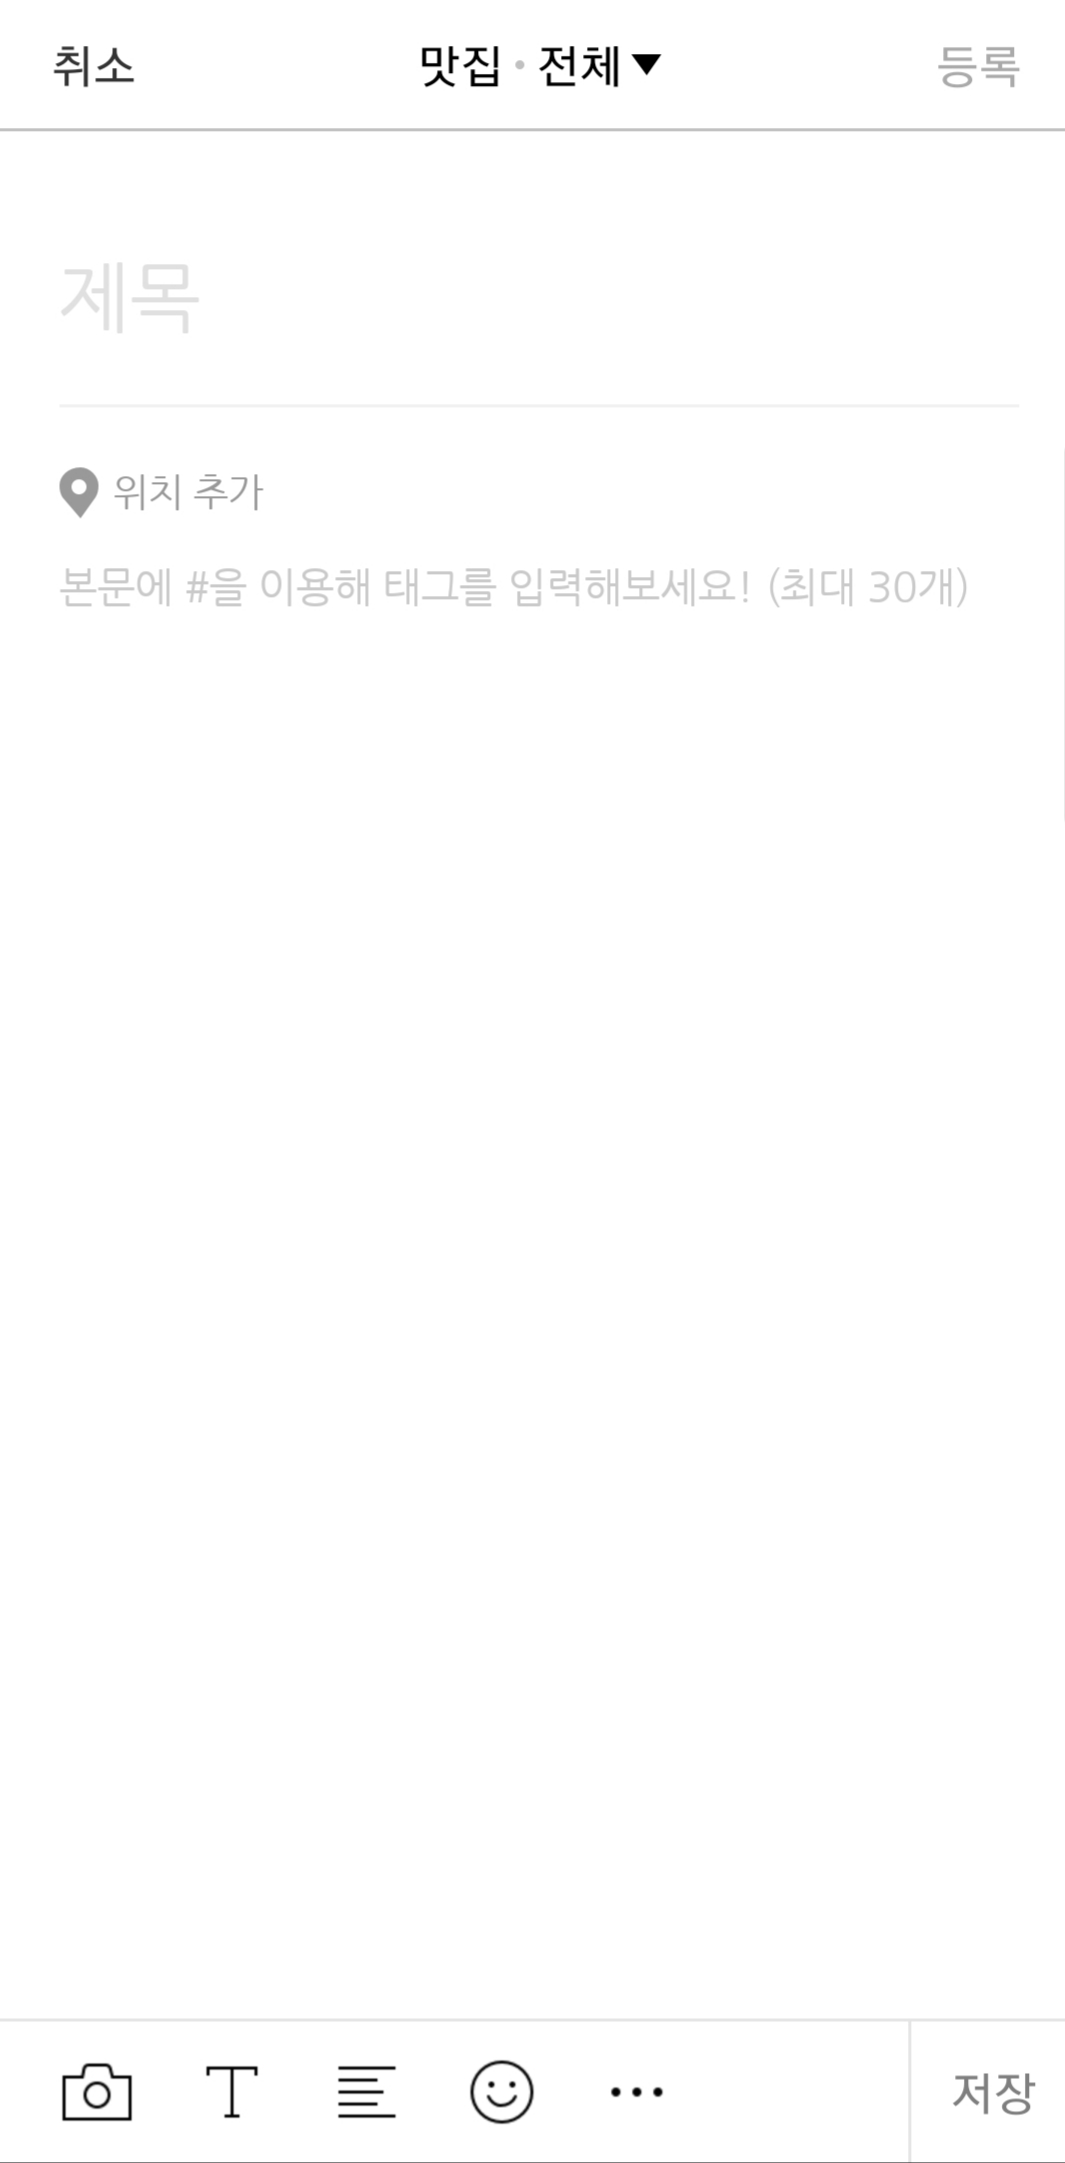 취소 맛집 • 전체 ▼ 등록
제목
위치 추가
본문에 #을 이용해 태그를 입력해보세요! (최대 30개)
저장